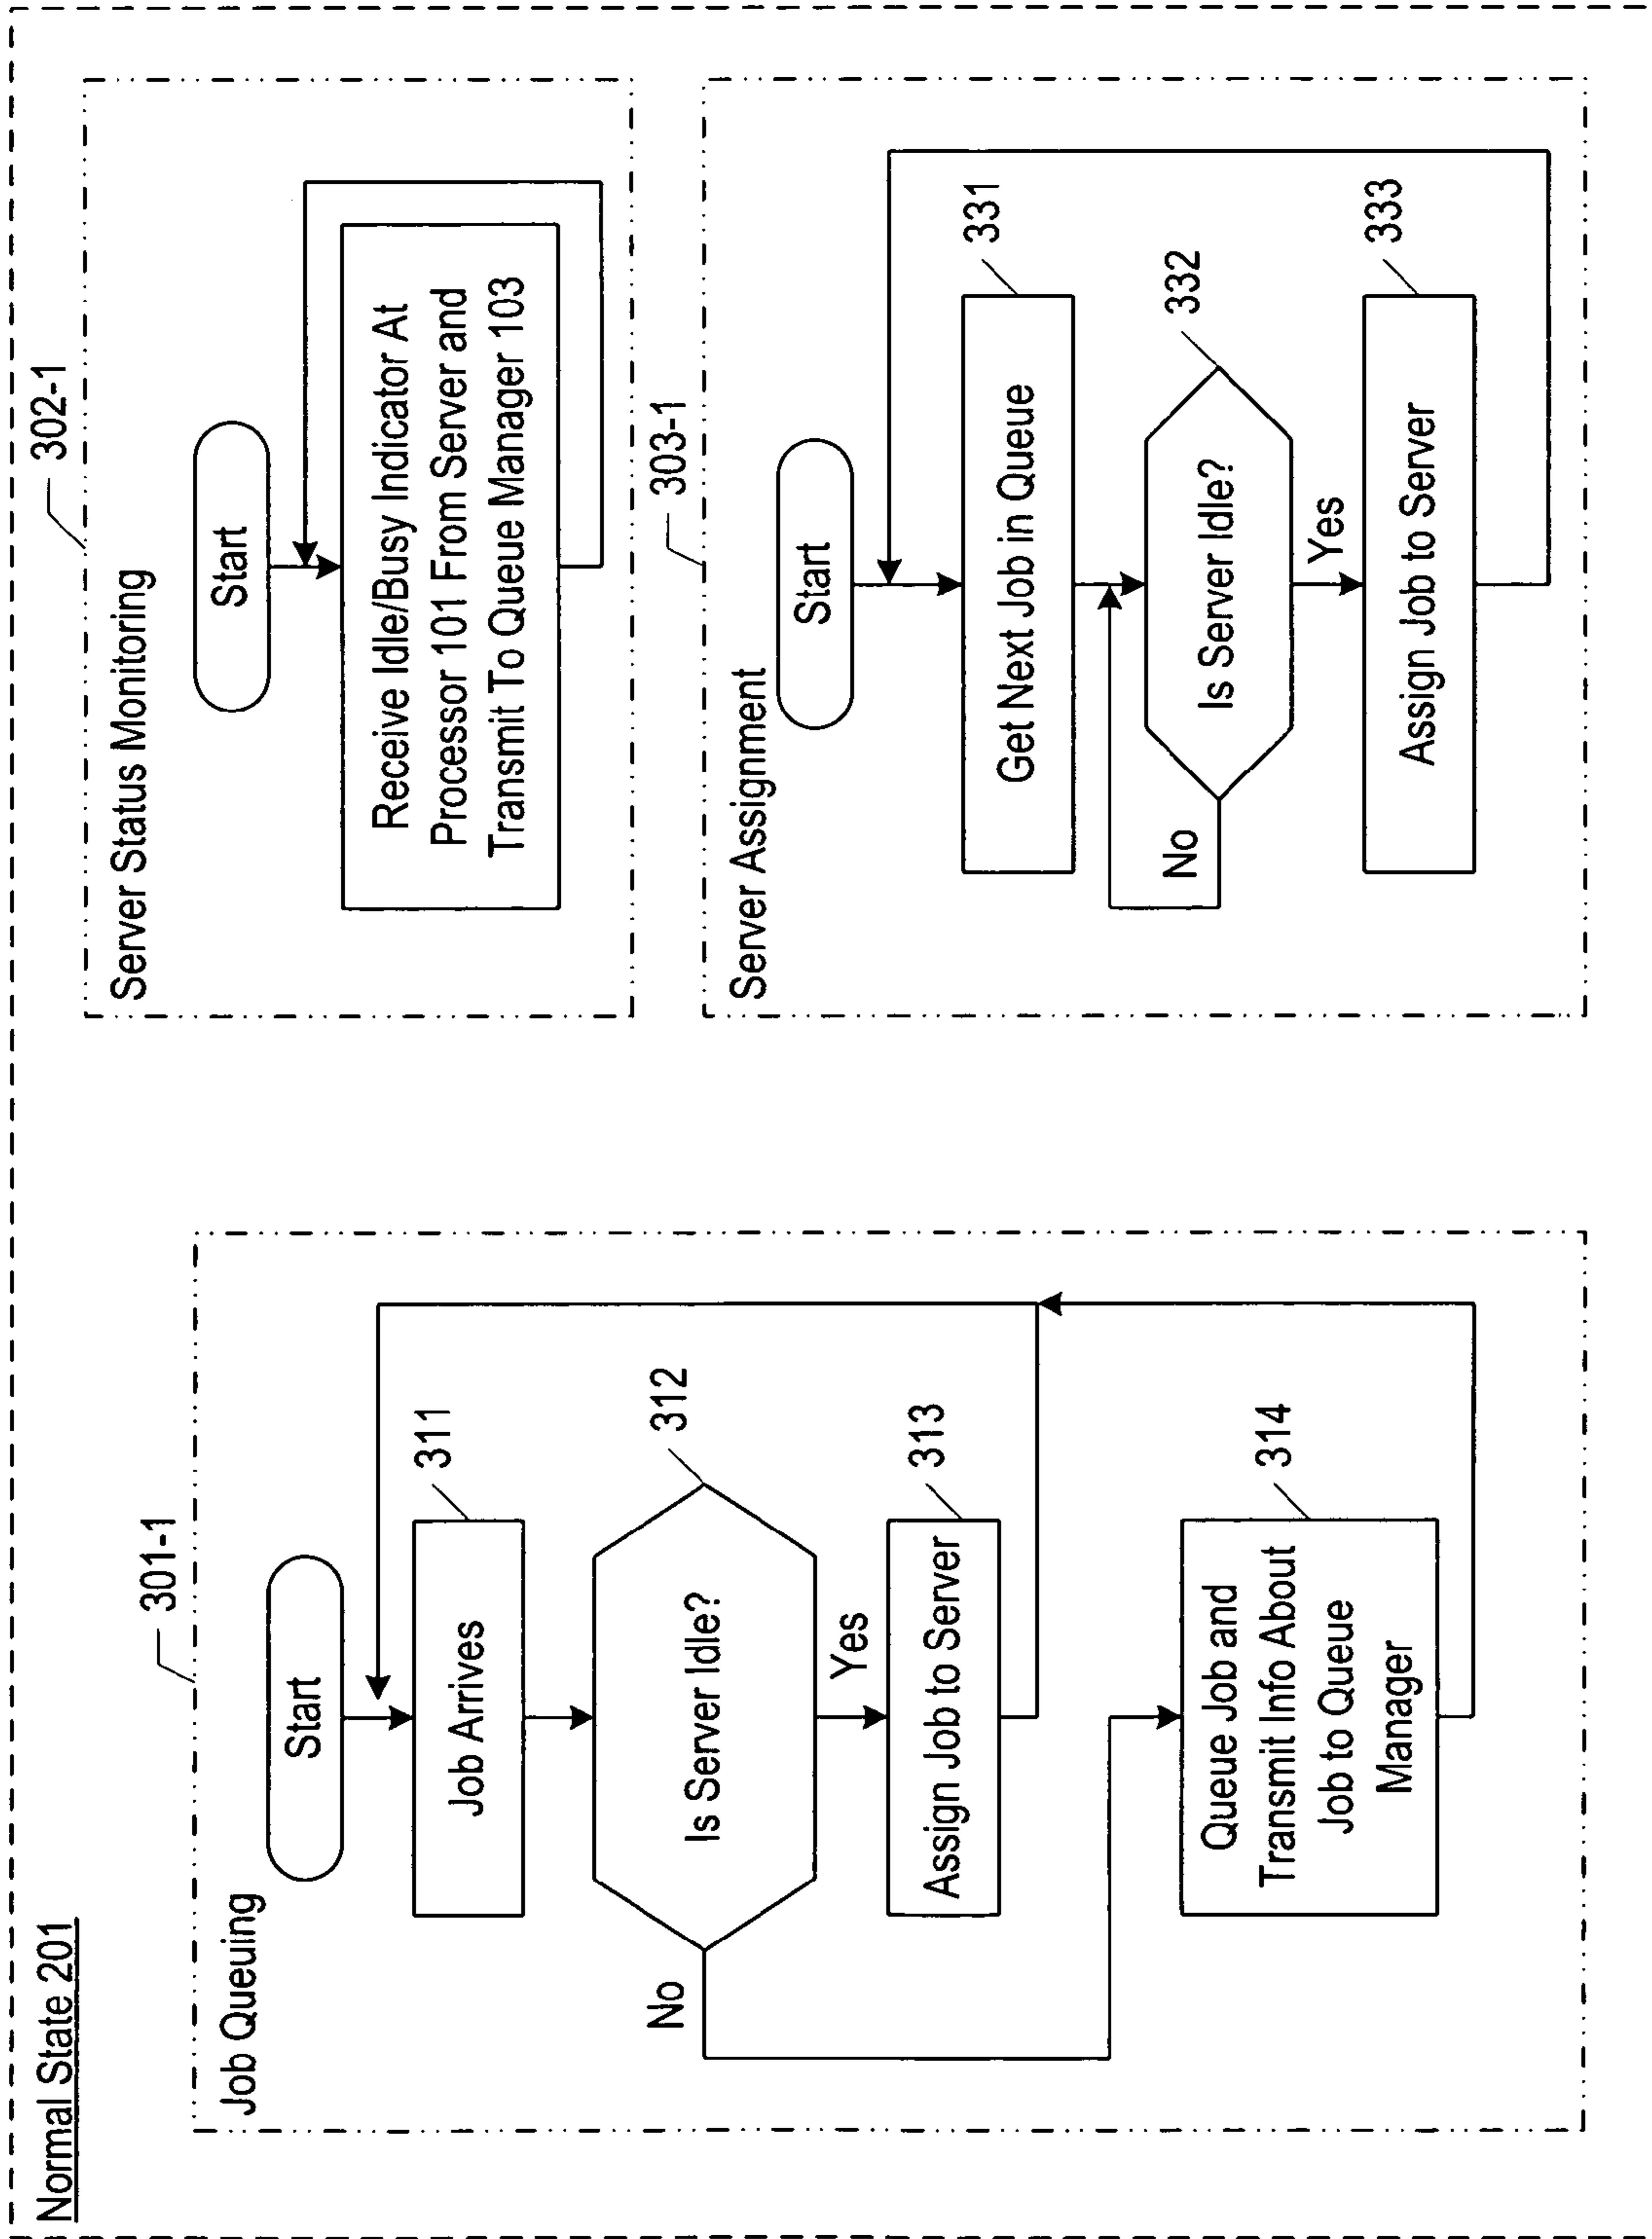 Normal State 201
301-1
Job Queuing
Start
311
Job Arrives
312
Is Server Idle?
No
Yes
313
Assign Job to Server
314
Queue Job and
Transmit Info About
Job to Queue
Manager
302-1
Server Status Monitoring
Start
Receive Idle/Busy Indicator At
Processor 101 From Server and
Transmit To Queue Manager 103
303-1
Server Assignment
Start
331
Get Next Job in Queue
332
Is Server Idle?
No
Yes
333
Assign Job to Server